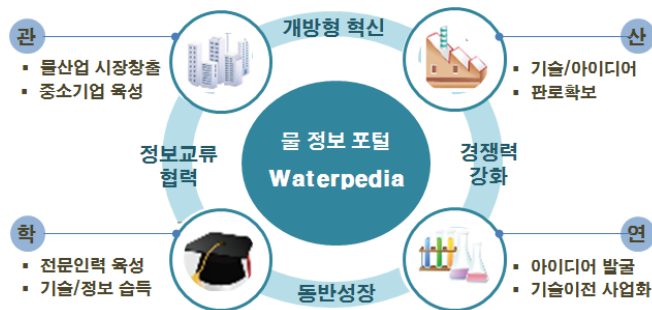 관
개방형 혁신
산
▪ 물산업 시장창출
▪ 중소기업 육성
▪ 기술/아이디어
▪ 판로확보
정보교류
협력
물 정보 포털
Waterpedia
경쟁력
강화
학
연
▪ 전문인력 육성
▪ 기술/정보 습득
동반성장
▪ 아이디어 발굴
▪ 기술이전 사업화